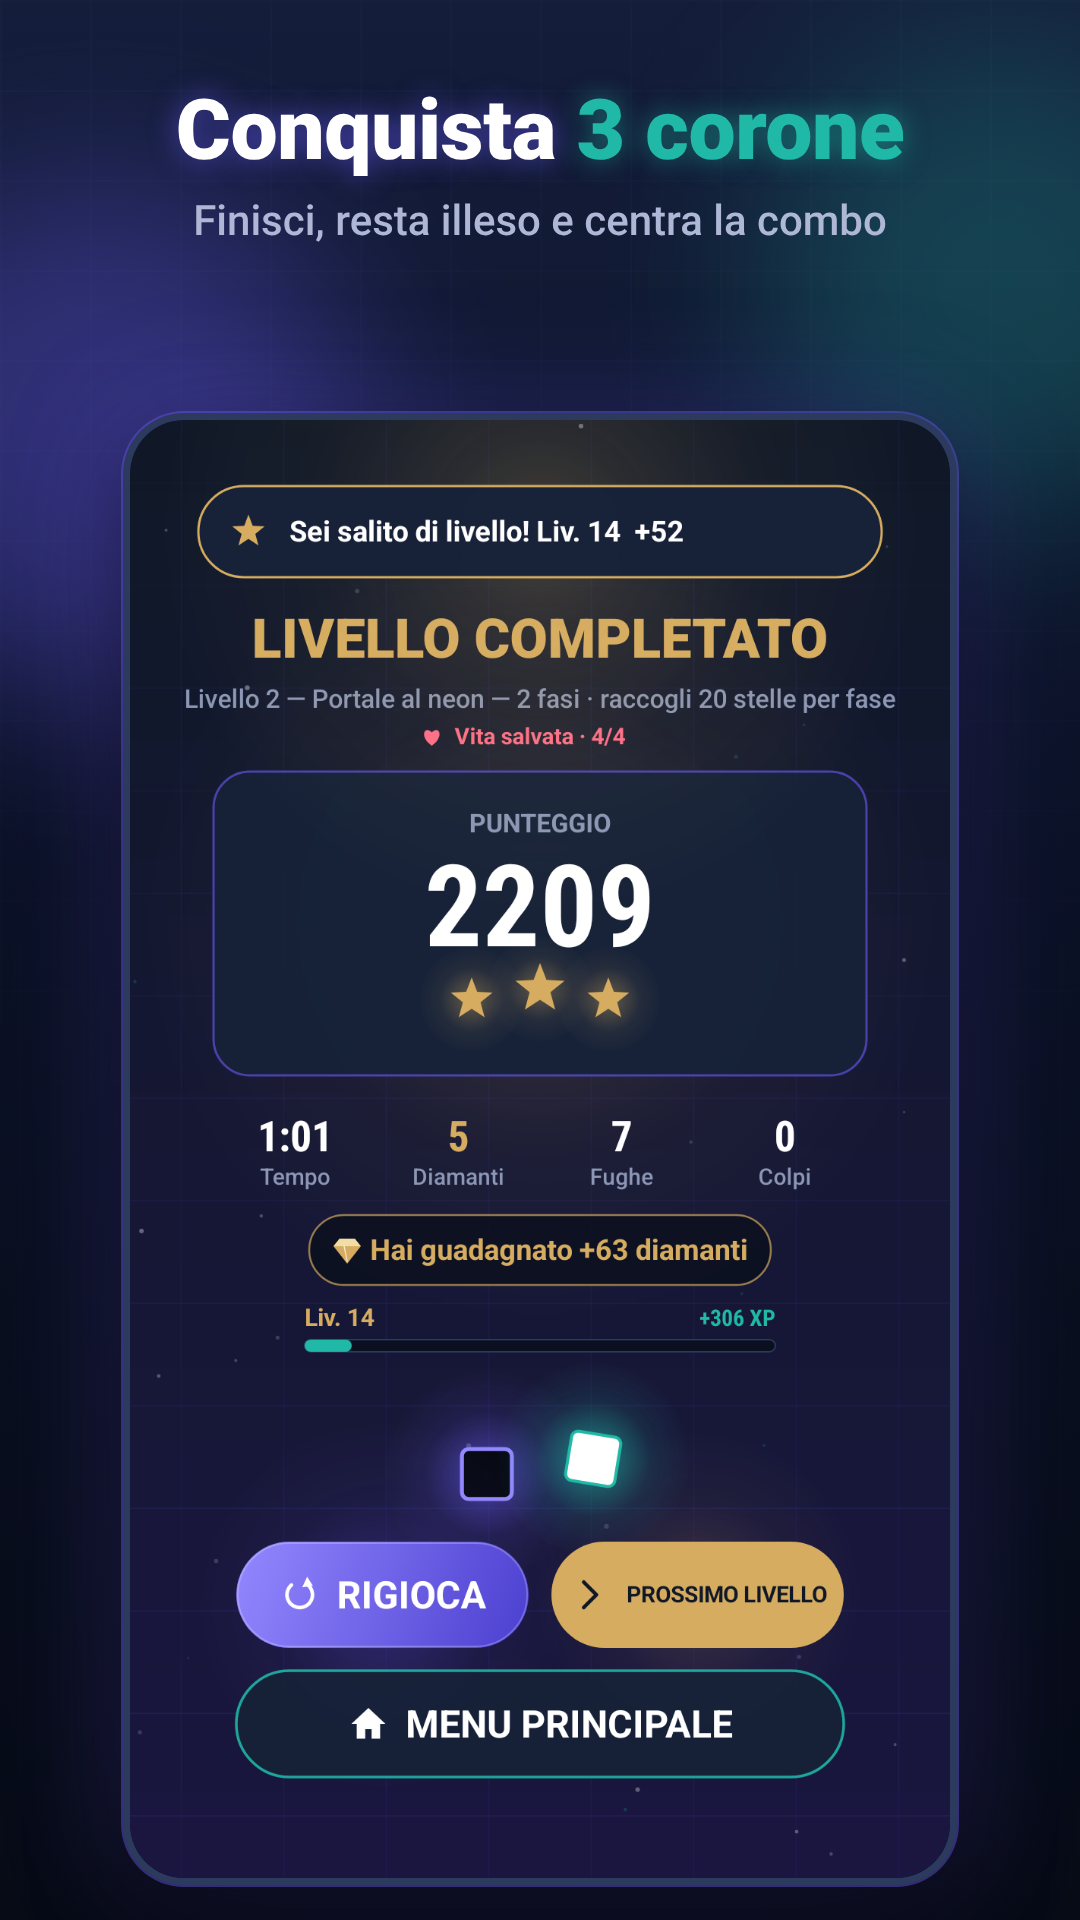 Conquista 3 corone
Finisci, resta illeso e centra la combo
Sei salito di livello! Liv. 14 +52
LIVELLO COMPLETATO
Livello 2 — Portale al neon — 2 fasi · raccogli 20 stelle per fase
Vita salvata · 4/4
PUNTEGGIO
2209
1:01 5 7 0
Tempo Diamanti Fughe Colpi
Hai guadagnato +63 diamanti
Liv. 14 +306 XP
RIGIOCA PROSSIMO LIVELLO
MENU PRINCIPALE